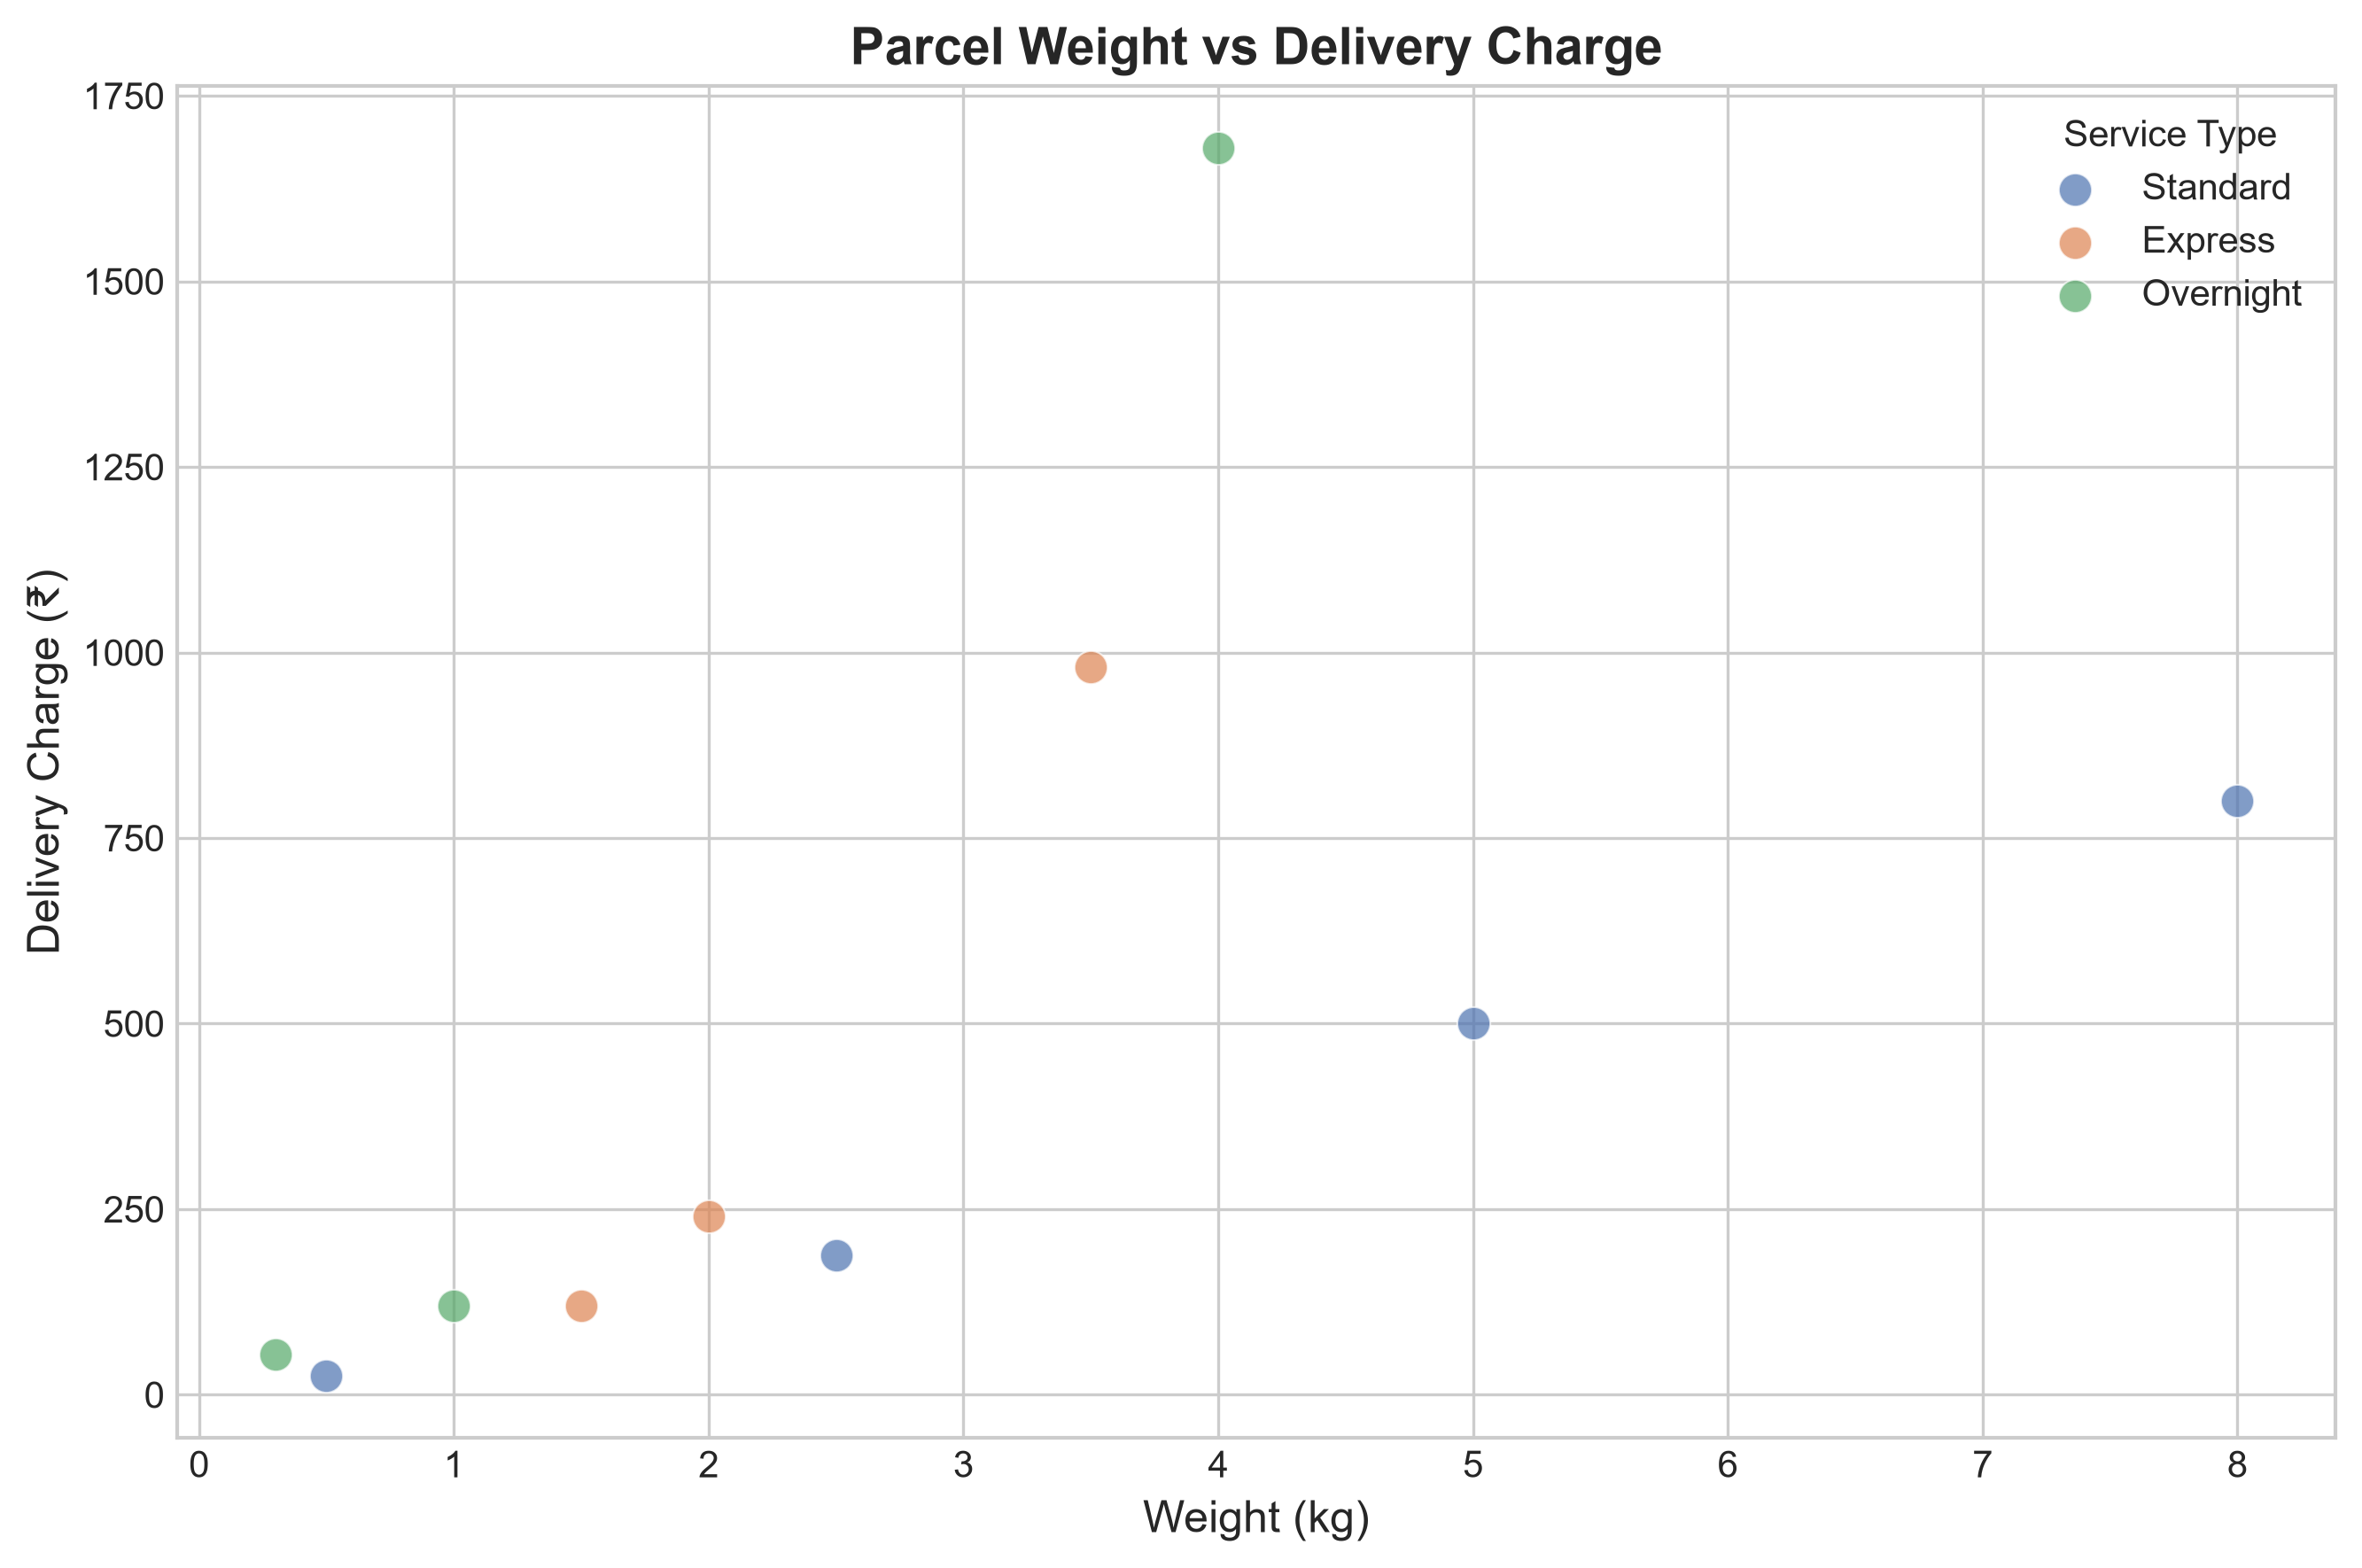 Parcel Weight vs Delivery Charge
Service Type
Standard
Express
Overnight
Delivery Charge (₹)
1750
1500
1250
1000
750
500
250
0
0 1 2 3 4 5 6 7 8
Weight (kg)